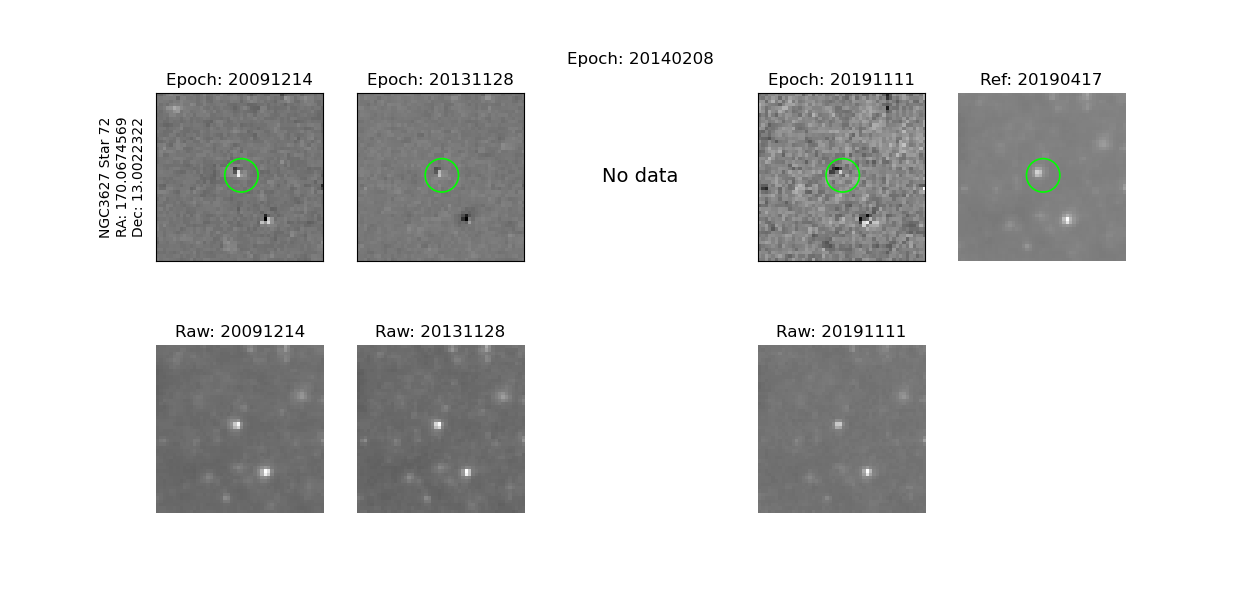 Epoch: 20140208
Epoch: 20091214
Epoch: 20131128
Epoch: 20191111
Ref: 20190417
NGC3627 Star 72
RA: 170.0674569
Dec: 13.0022322
No data
Raw: 20091214
Raw: 20131128
Raw: 20191111